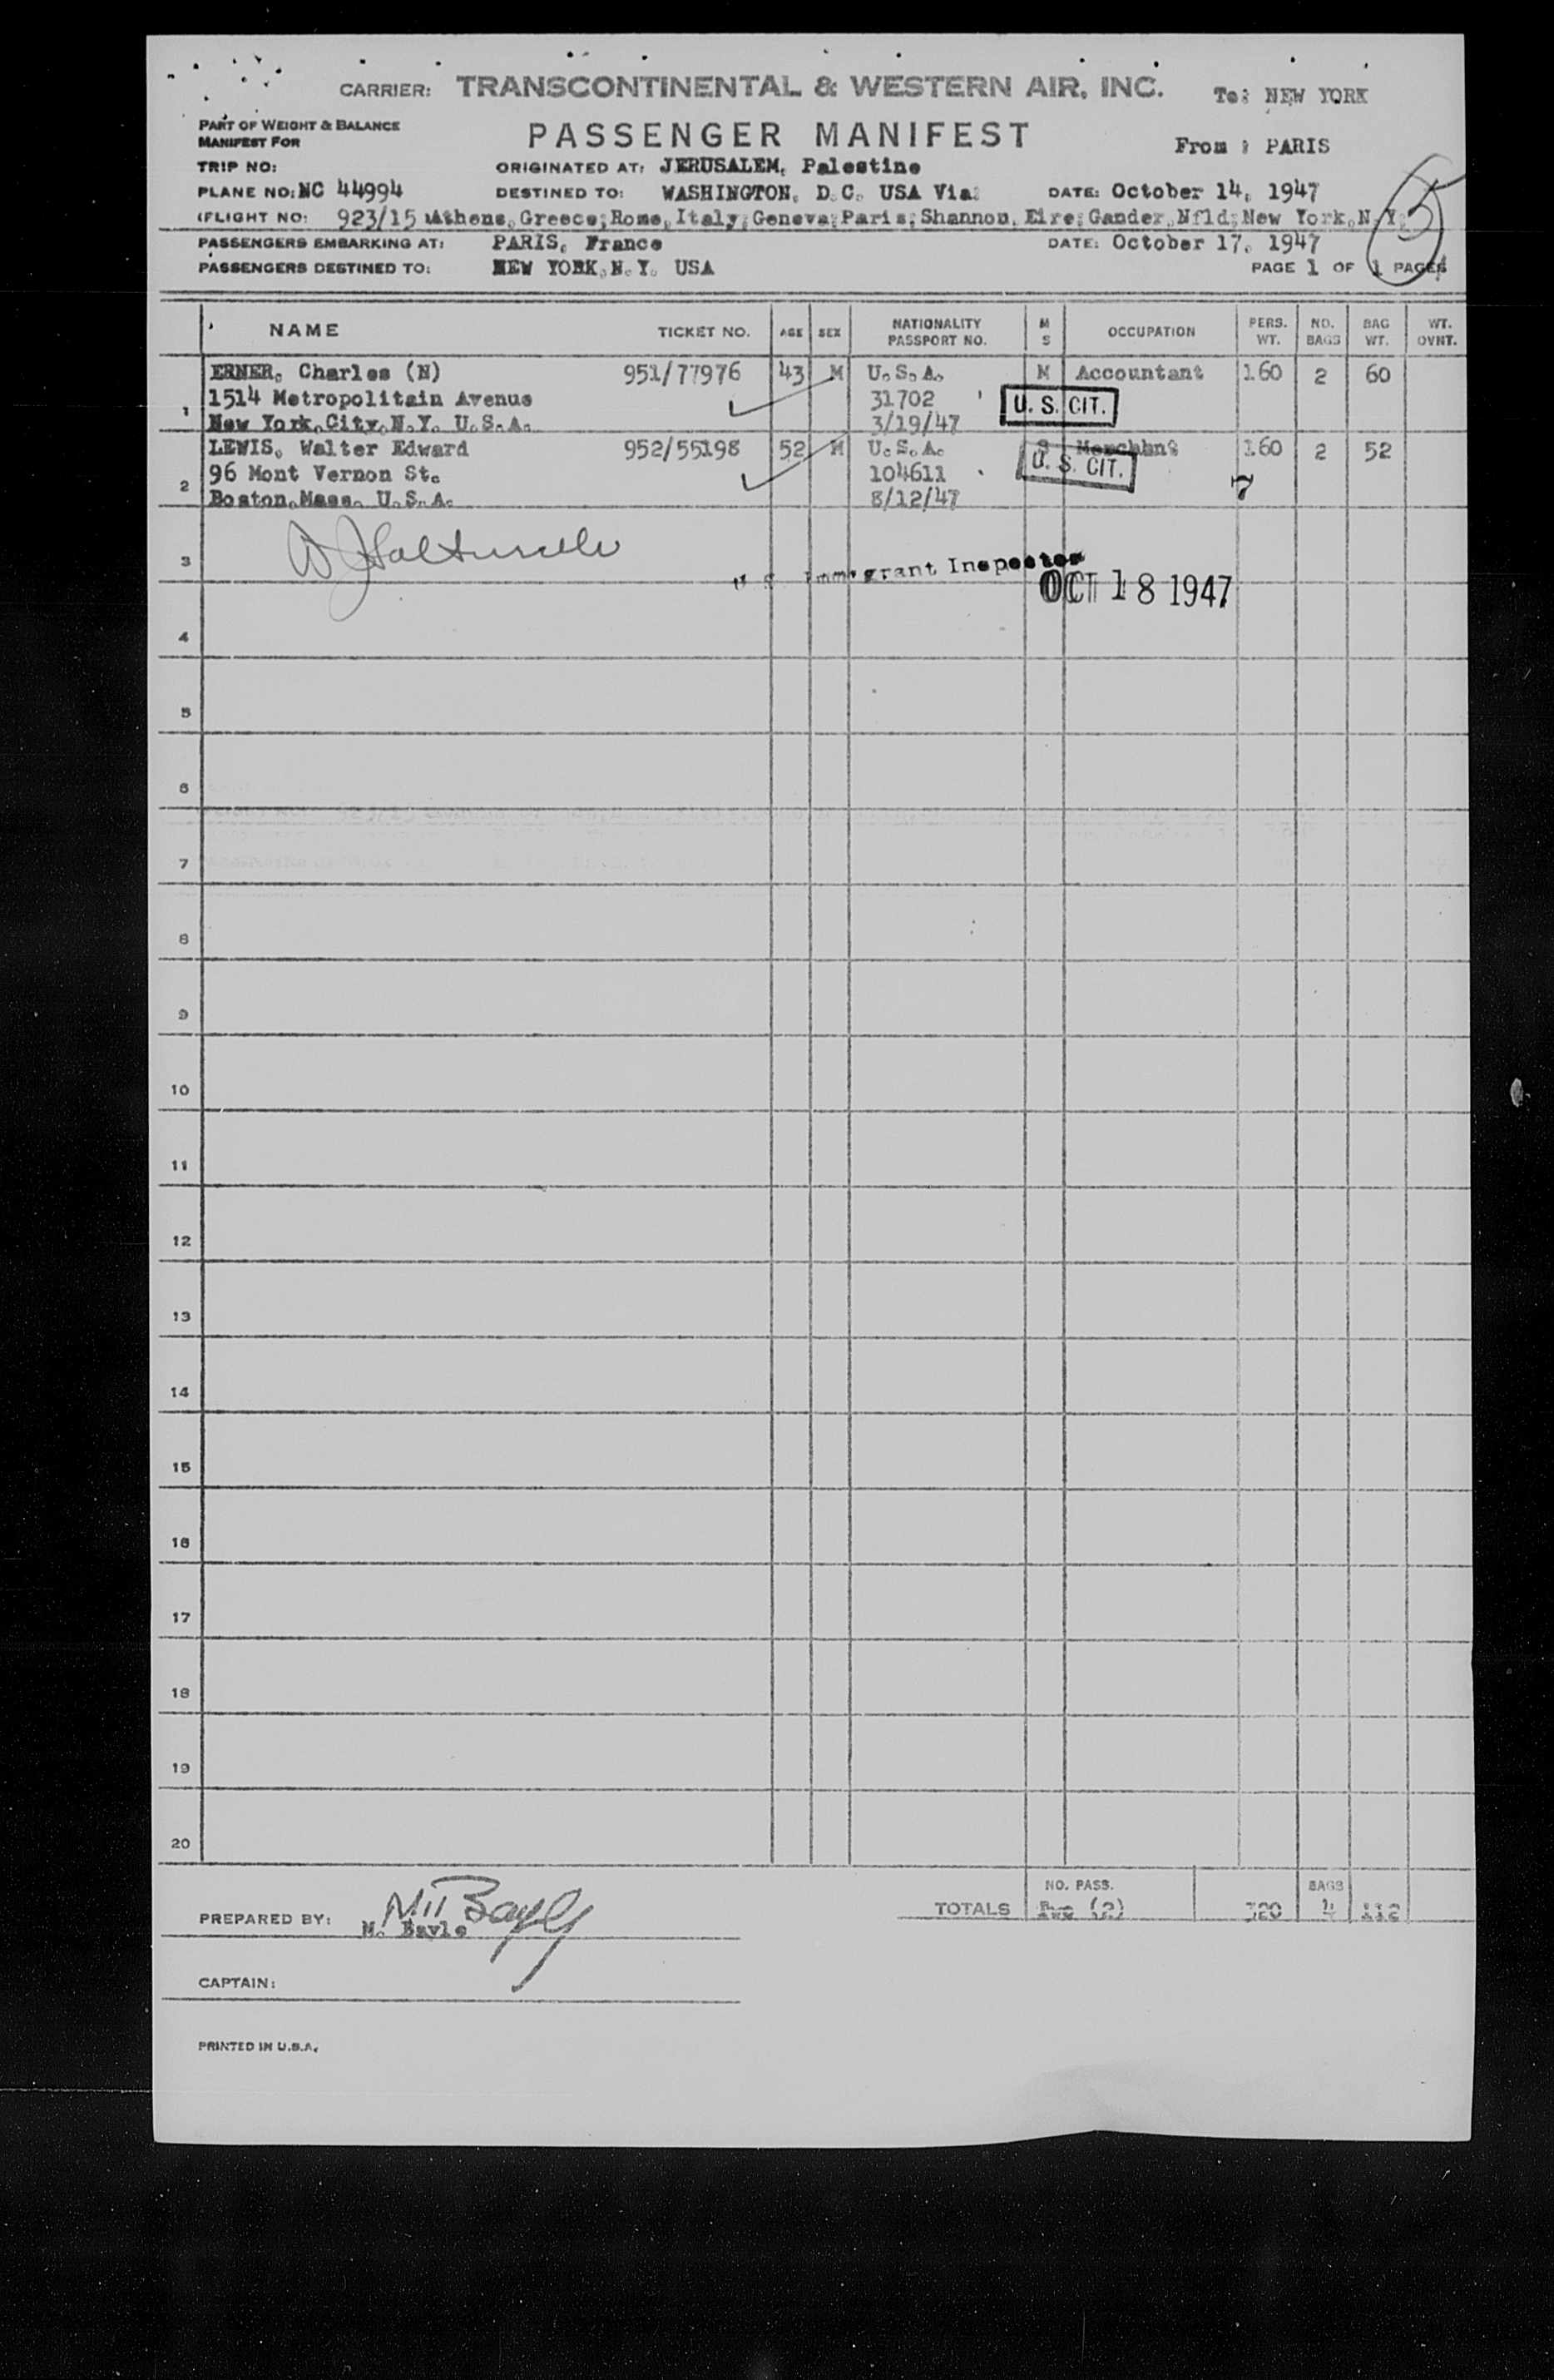 CARRIER: TRANSCONTINENTAL & WESTERN AIR, INC. To: NEW YORK
PART OF WEIGHT & BALANCE
MANIFEST FOR
PASSENGER MANIFEST
From : PARIS
TRIP NO: ORIGINATED AT: JERUSALEM, Palestine
PLANE NO: NC 44994 DESTINED TO: WASHINGTON, D.C. USA Via: DATE: October 14, 1947
FLIGHT NO: 923/15 Athens, Greece; Rome, Italy; Geneva; Paris; Shannon, Eire; Gander, Nfld; New York, N.Y.
PASSENGERS EMBARKING AT: PARIS, France DATE: October 17, 1947
PASSENGERS DESTINED TO: NEW YORK, N.Y. USA PAGE 1 OF 1 PAGES
5
NAME TICKET NO. AGE SEX NATIONALITY PASSPORT NO. M S OCCUPATION PERS. WT. NO. BAGS BAG WT. WT. OVNT.
ERNER, Charles (N) 951/77976 43 M U.S.A. M Accountant 160 2 60
1514 Metropolitain Avenue 31702 U. S. CIT.
1 New York, City, N.Y. U.S.A. 3/19/47
LEWIS, Walter Edward 952/55198 52 M U.S.A. S Merchant 160 2 52
96 Mont Vernon St. 104611 U. S. CIT.
2 Boston, Mass. U.S.A. 8/12/47 7
3
U S Immigrant Inspector
OCT 18 1947
4
5
6
7
8
9
10
11
12
13
14
15
16
17
18
19
20
NO. PASS. BAGS
TOTALS Two (2) 320 4 112
PREPARED BY: M. Bayle
CAPTAIN:
PRINTED IN U.S.A.